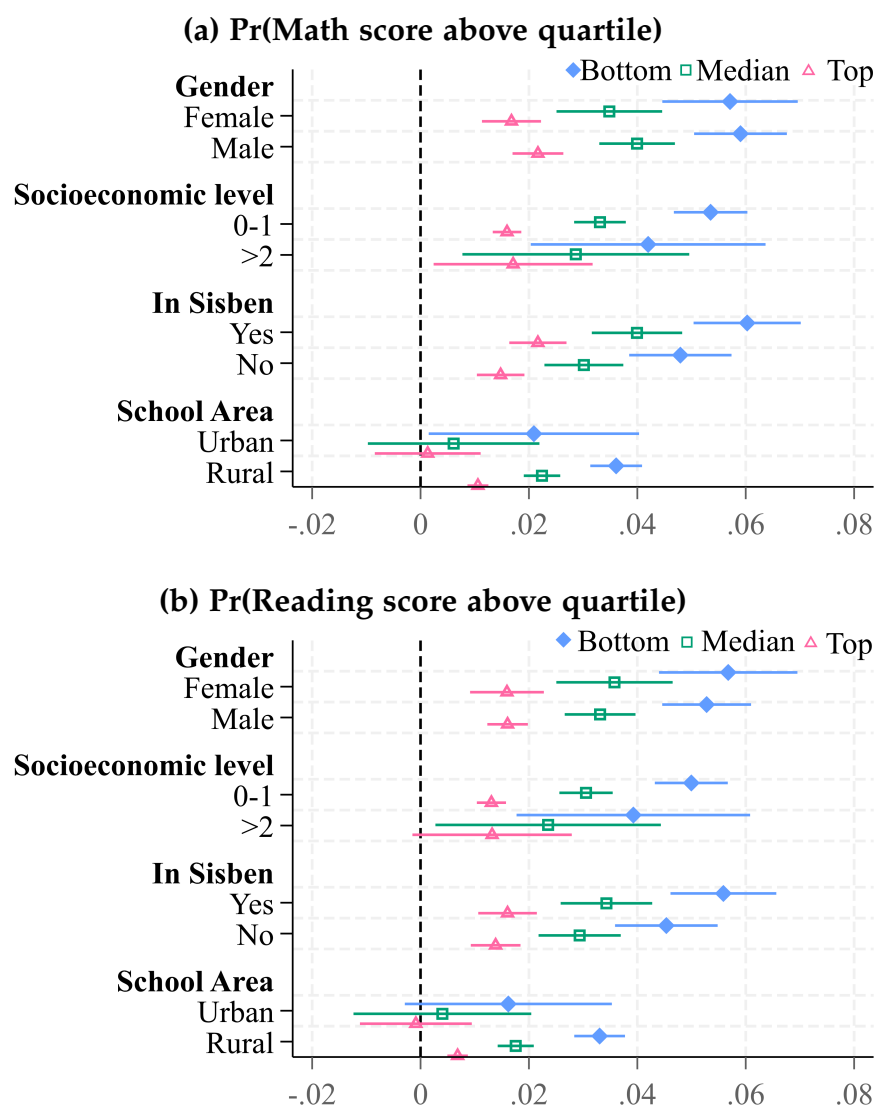 (a) Pr(Math score above quartile)
Bottom Median Top
Gender
Female
Male
Socioeconomic level
0-1
>2
In Sisben
Yes
No
School Area
Urban
Rural
-.02 0 .02 .04 .06 .08
(b) Pr(Reading score above quartile)
Bottom Median Top
Gender
Female
Male
Socioeconomic level
0-1
>2
In Sisben
Yes
No
School Area
Urban
Rural
-.02 0 .02 .04 .06 .08